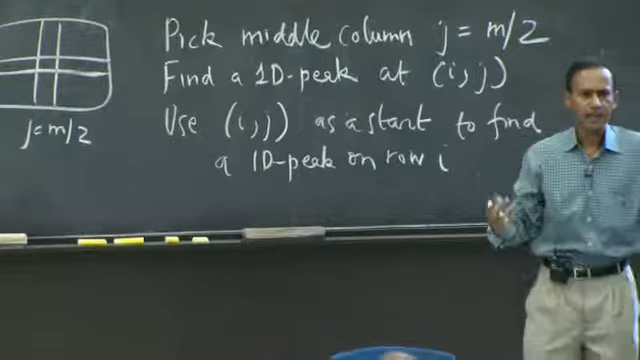 Pick middle column j = m/2
Find a 1D-peak at (i,j)
Use (i,j) as a start to find
a 1D-peak on row i
j=m/2